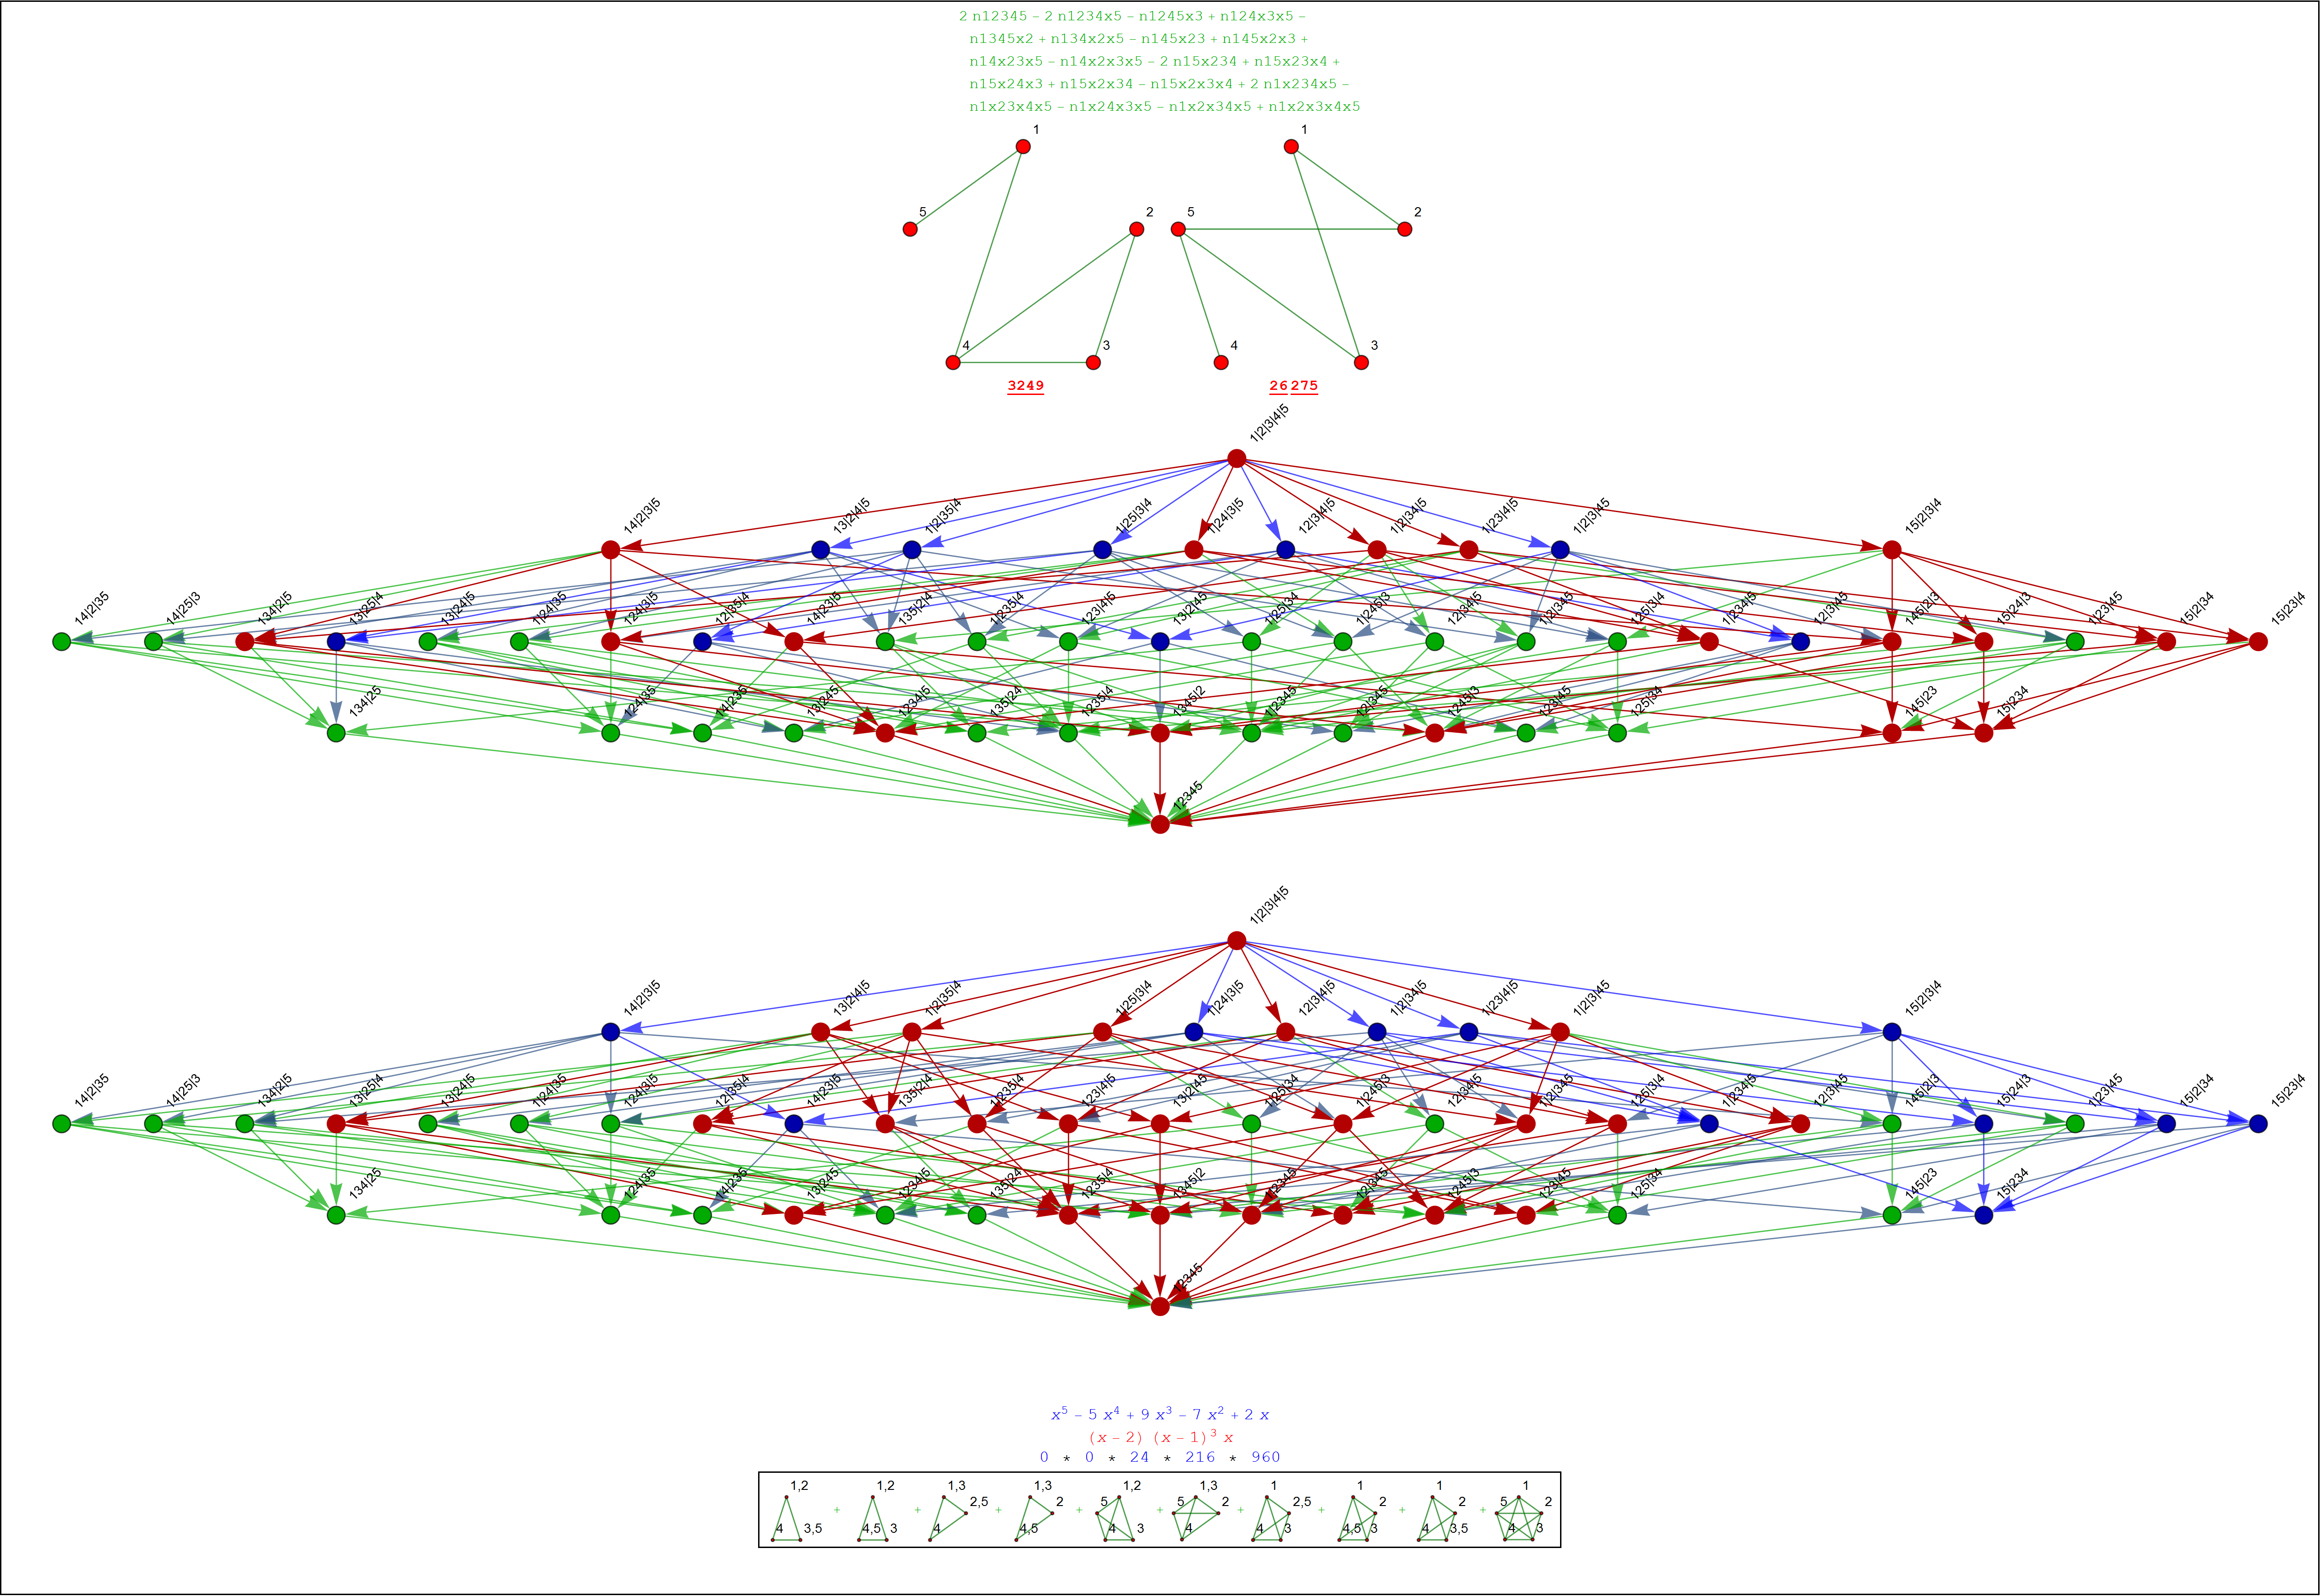 2 n12345 − 2 n1234x5 − n1245x3 + n124x3x5 −
n1345x2 + n134x2x5 − n145x23 + n145x2x3 +
n14x23x5 − n14x2x3x5 − 2 n15x234 + n15x23x4 +
n15x24x3 + n15x2x34 − n15x2x3x4 + 2 n1x234x5 −
n1x23x4x5 − n1x24x3x5 − n1x2x34x5 + n1x2x3x4x5
1 1
5 2 5 2
4 3 4 3
3249 26 275
1|2|3|4|5
14|2|3|5 13|2|4|5 1|2|35|4 1|25|3|4 1|24|3|5 12|3|4|5 1|2|34|5 1|23|4|5 1|2|3|45 15|2|3|4
14|2|35 14|25|3 134|2|5 13|25|4 13|24|5 1|24|35 124|3|5 12|35|4 14|23|5 135|2|4 1|235|4 123|4|5 13|2|45 1|25|34 1|245|3 12|34|5 1|2|345 125|3|4 1|234|5 12|3|45 145|2|3 15|24|3 1|23|45 15|2|34 15|23|4
134|25 124|35 14|235 13|245 1234|5 135|24 1235|4 1345|2 1|2345 12|345 1245|3 123|45 125|34 145|23 15|234
12345
1|2|3|4|5
14|2|3|5 13|2|4|5 1|2|35|4 1|25|3|4 1|24|3|5 12|3|4|5 1|2|34|5 1|23|4|5 1|2|3|45 15|2|3|4
14|2|35 14|25|3 134|2|5 13|25|4 13|24|5 1|24|35 124|3|5 12|35|4 14|23|5 135|2|4 1|235|4 123|4|5 13|2|45 1|25|34 1|245|3 12|34|5 1|2|345 125|3|4 1|234|5 12|3|45 145|2|3 15|24|3 1|23|45 15|2|34 15|23|4
134|25 124|35 14|235 13|245 1234|5 135|24 1235|4 1345|2 1|2345 12|345 1245|3 123|45 125|34 145|23 15|234
12345
x⁵ − 5 x⁴ + 9 x³ − 7 x² + 2 x
(x − 2) (x − 1)³ x
0 * 0 * 24 * 216 * 960
1,2 1,2 1,3 1,3 1,2 1,3 1 1 1 1
2,5 2 5 5 2 2,5 2 2 5 2
+ + + + + + + + +
4 3,5 4,5 3 4 4,5 4 3 4 4 3 4,5 3 4 3,5 4 3